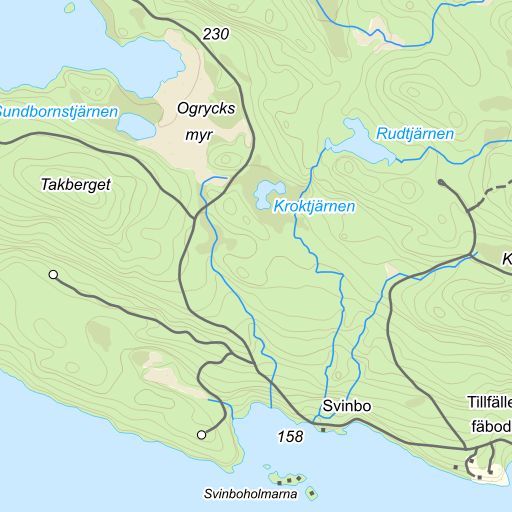 230
Sundbornstjärnen
Ogrycks
myr
Rudtjärnen
Takberget
Kroktjärnen
K
Svinbo
Tillfälle
fäbod
158
Svinboholmarna